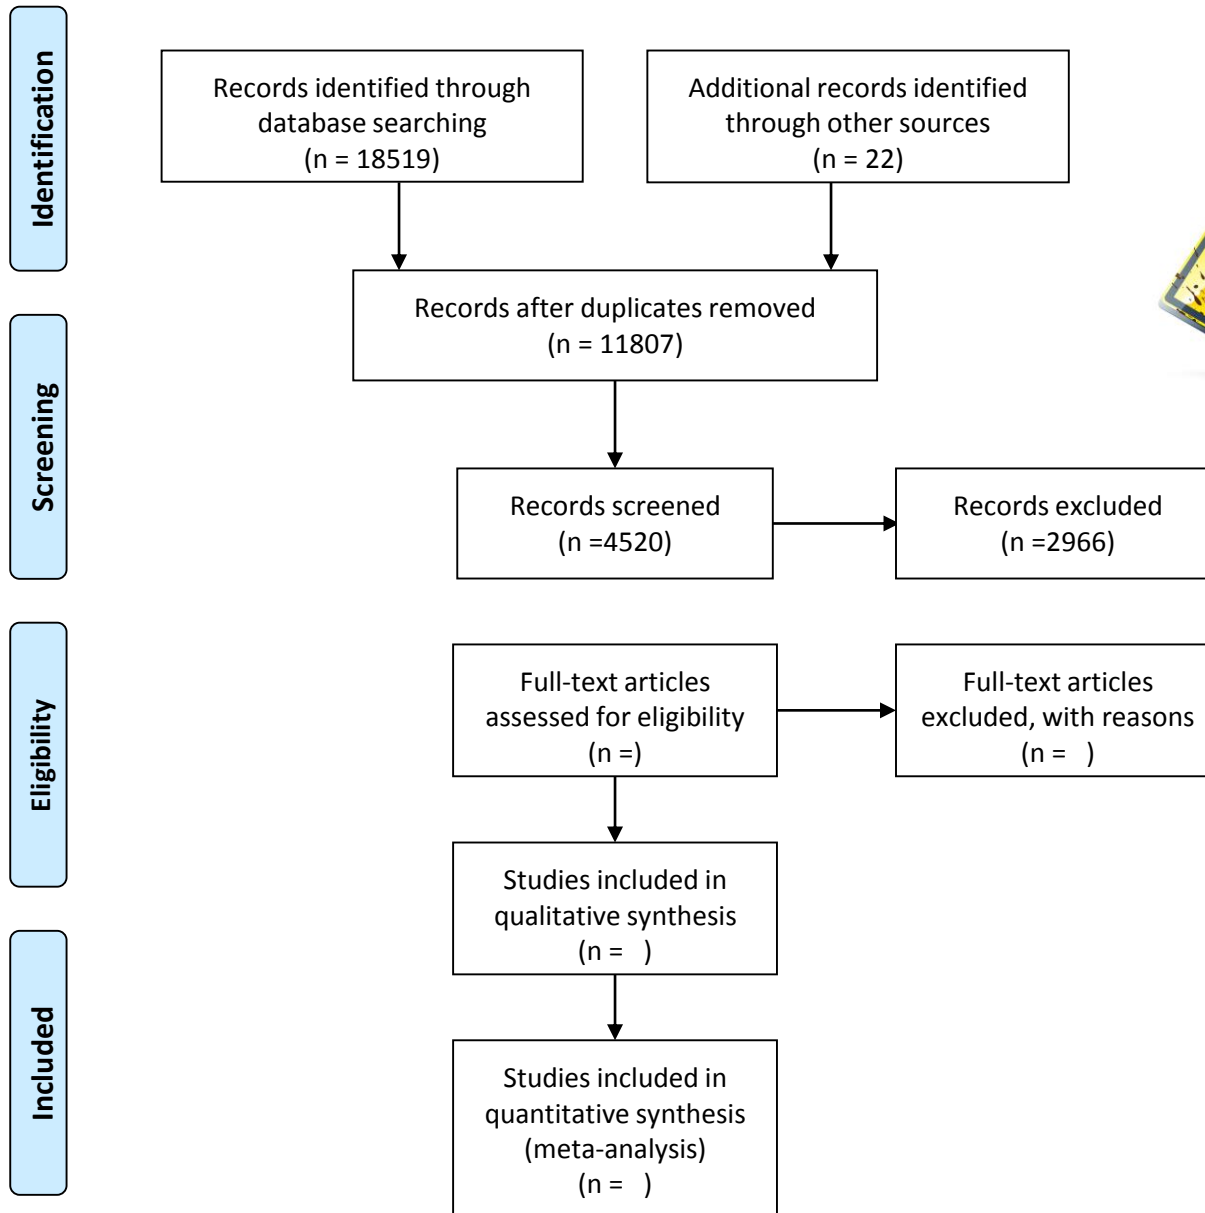 Identification
Records identified through
database searching
(n = 18519)
Additional records identified
through other sources
(n = 22)
Records after duplicates removed
(n = 11807)
Screening
Records screened
(n =4520)
Records excluded
(n =2966)
Eligibility
Full-text articles
assessed for eligibility
(n =)
Full-text articles
excluded, with reasons
(n =   )
Studies included in
qualitative synthesis
(n =   )
Included
Studies included in
quantitative synthesis
(meta-analysis)
(n =   )